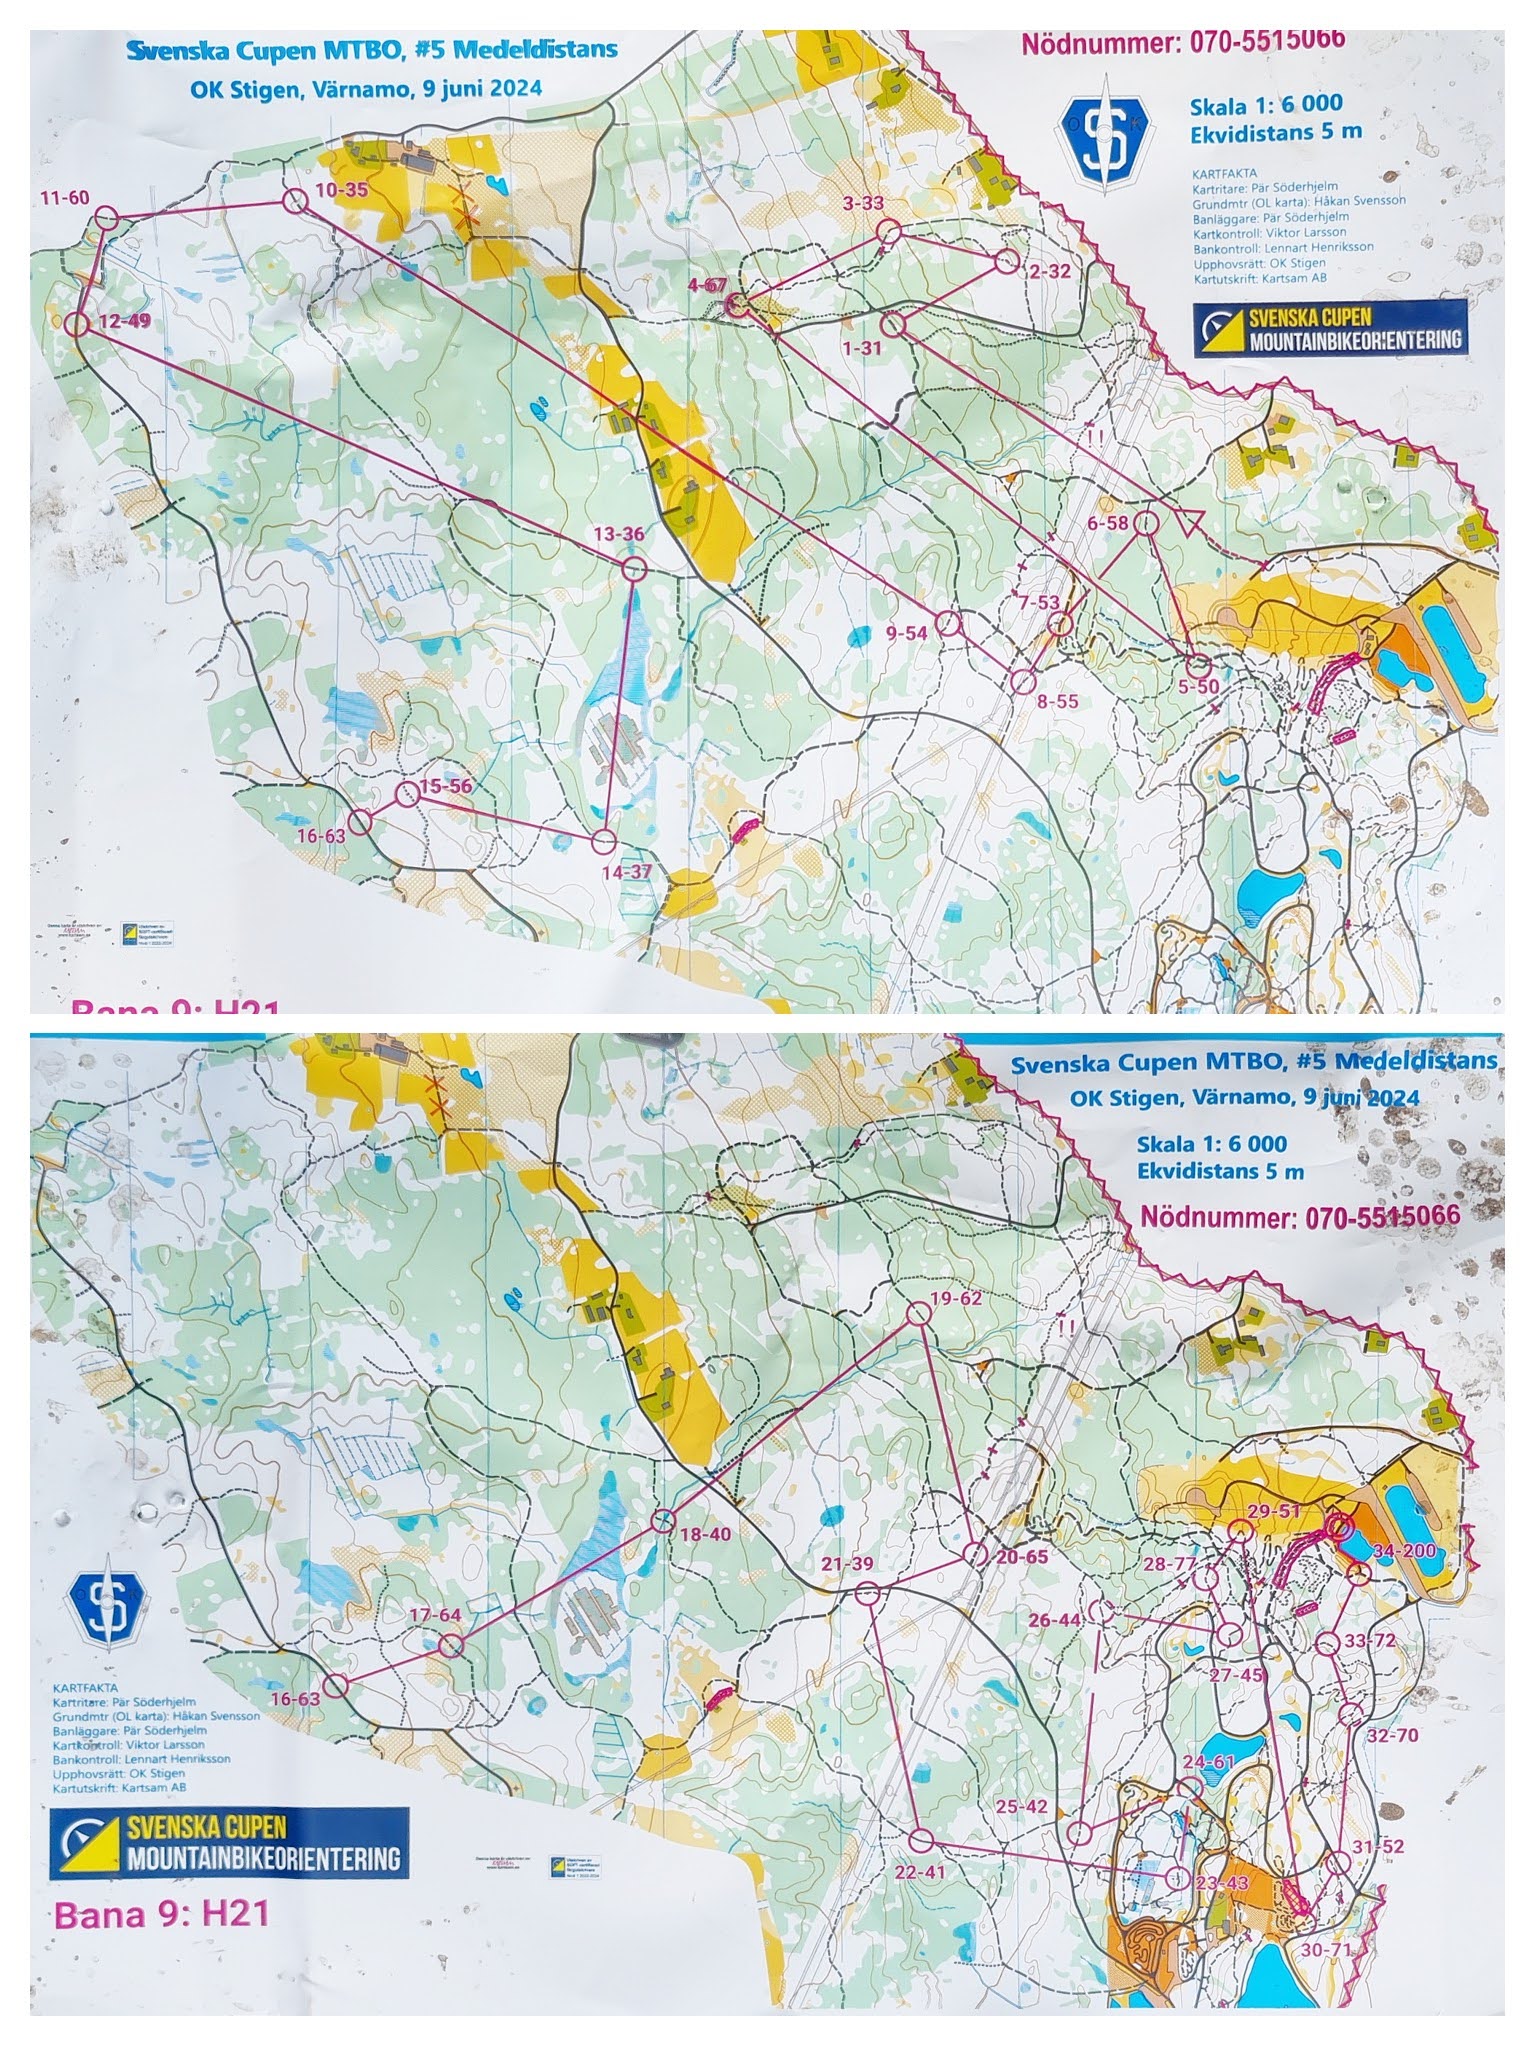 Svenska Cupen MTBO, #5 Medeldistans
OK Stigen, Värnamo, 9 juni 2024
Nödnummer: 070-5515066
O S K
Skala 1: 6 000
Ekvidistans 5 m
KARTFAKTA
Kartritare: Pär Söderhjelm
Grundmtr (OL karta): Håkan Svensson
Banläggare: Pär Söderhjelm
Kartkontroll: Viktor Larsson
Bankontroll: Lennart Henriksson
Upphovsrätt: OK Stigen
Kartutskrift: Kartsam AB
SVENSKA CUPEN
MOUNTAINBIKEORIENTERING
11-60
10-35
3-33
2-32
4-67
12-49
1-31
!!
13-36
6-58
7-53
9-54
5-50
8-55
15-56
16-63
14-37
Bana 9: H21
Svenska Cupen MTBO, #5 Medeldistans
OK Stigen, Värnamo, 9 juni 2024
Skala 1: 6 000
Ekvidistans 5 m
Nödnummer: 070-5515066
19-62
!!
29-51
18-40
20-65
34-200
21-39
28-77
17-64
26-44
33-72
27-45
16-63
32-70
24-61
25-42
31-52
22-41
23-43
30-71
O S K
KARTFAKTA
Kartritare: Pär Söderhjelm
Grundmtr (OL karta): Håkan Svensson
Banläggare: Pär Söderhjelm
Kartkontroll: Viktor Larsson
Bankontroll: Lennart Henriksson
Upphovsrätt: OK Stigen
Kartutskrift: Kartsam AB
SVENSKA CUPEN
MOUNTAINBIKEORIENTERING
Bana 9: H21